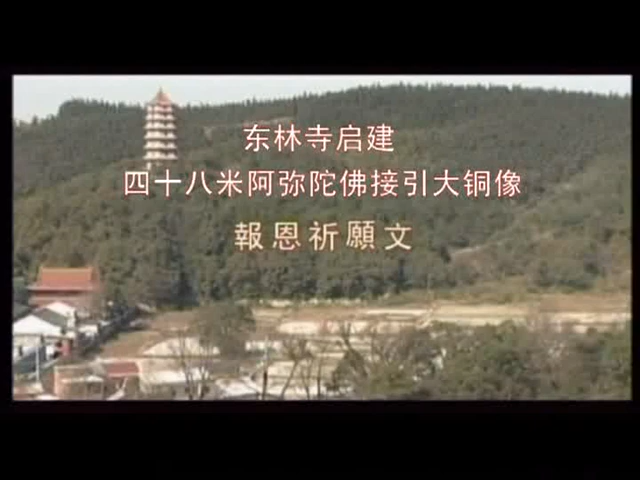 东林寺启建
四十八米阿弥陀佛接引大铜像
報恩祈願文